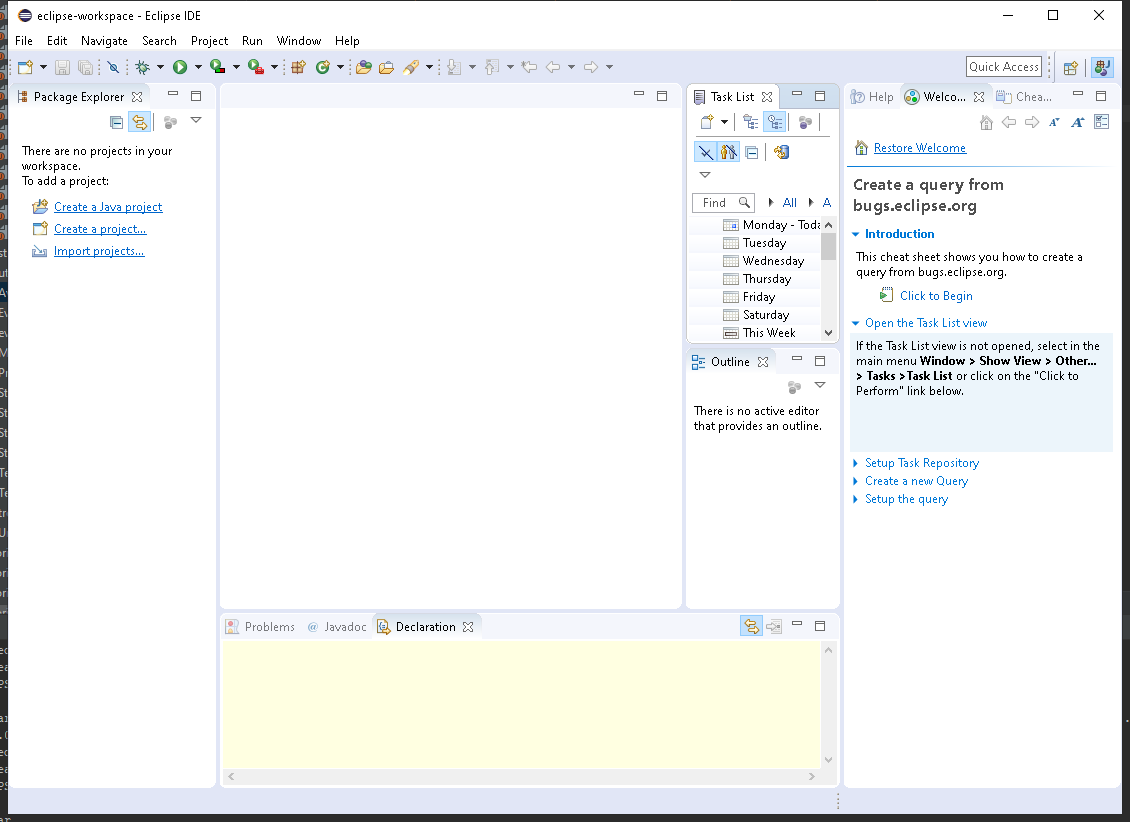 eclipse-workspace - Eclipse IDE
File Edit Navigate Search Project Run Window Help
Quick Access
Package Explorer
There are no projects in your
workspace.
To add a project:
Create a Java project
Create a project...
Import projects...
Task List
Find
All
A
Monday - Toda
Tuesday
Wednesday
Thursday
Friday
Saturday
This Week
Outline
There is no active editor
that provides an outline.
Help Welco... Chea...
Restore Welcome
Create a query from
bugs.eclipse.org
Introduction
This cheat sheet shows you how to create a
query from bugs.eclipse.org.
Click to Begin
Open the Task List view
If the Task List view is not opened, select in the
main menu Window > Show View > Other...
> Tasks >Task List or click on the "Click to
Perform" link below.
Setup Task Repository
Create a new Query
Setup the query
Problems @ Javadoc Declaration